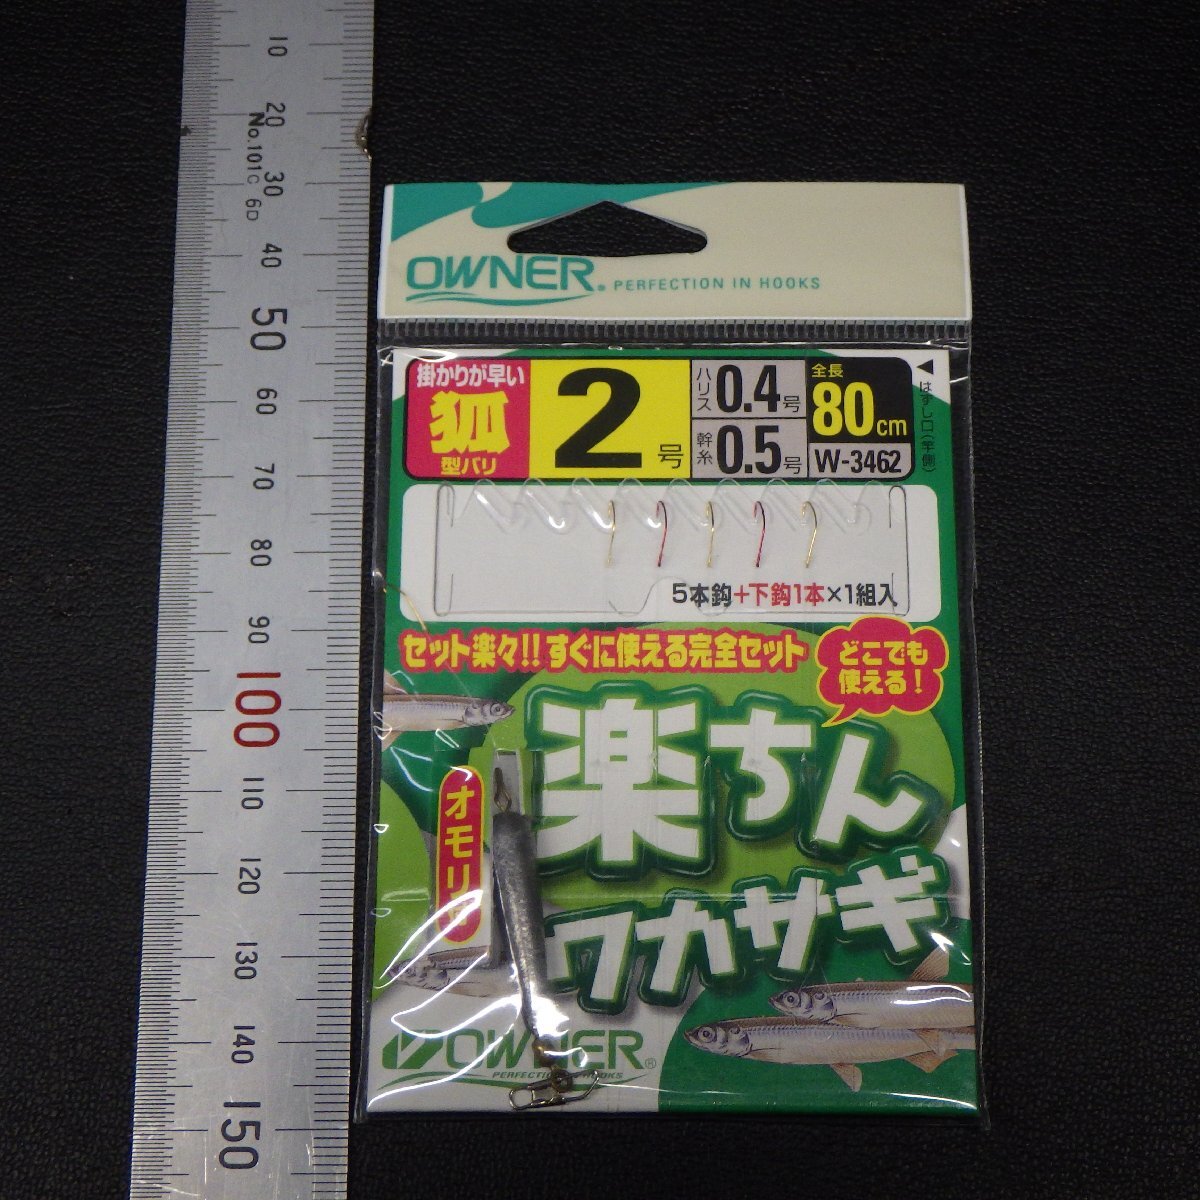 10
20
No.101C 6D
30
40
50
60
70
80
90
100
110
120
130
140
150
OWNER® PERFECTION IN HOOKS
掛かりが早い
狐
型バリ
2号
ハリス 0.4号
幹糸 0.5号
全長
80cm
W-3462
◀はずし口(竿側)
5本鈎+下鈎1本×1組入
セット楽々!!すぐに使える完全セット
どこでも
使える!
楽ちん
ワカサギ
オモリ
OWNER®
PERFECTION IN HOOKS